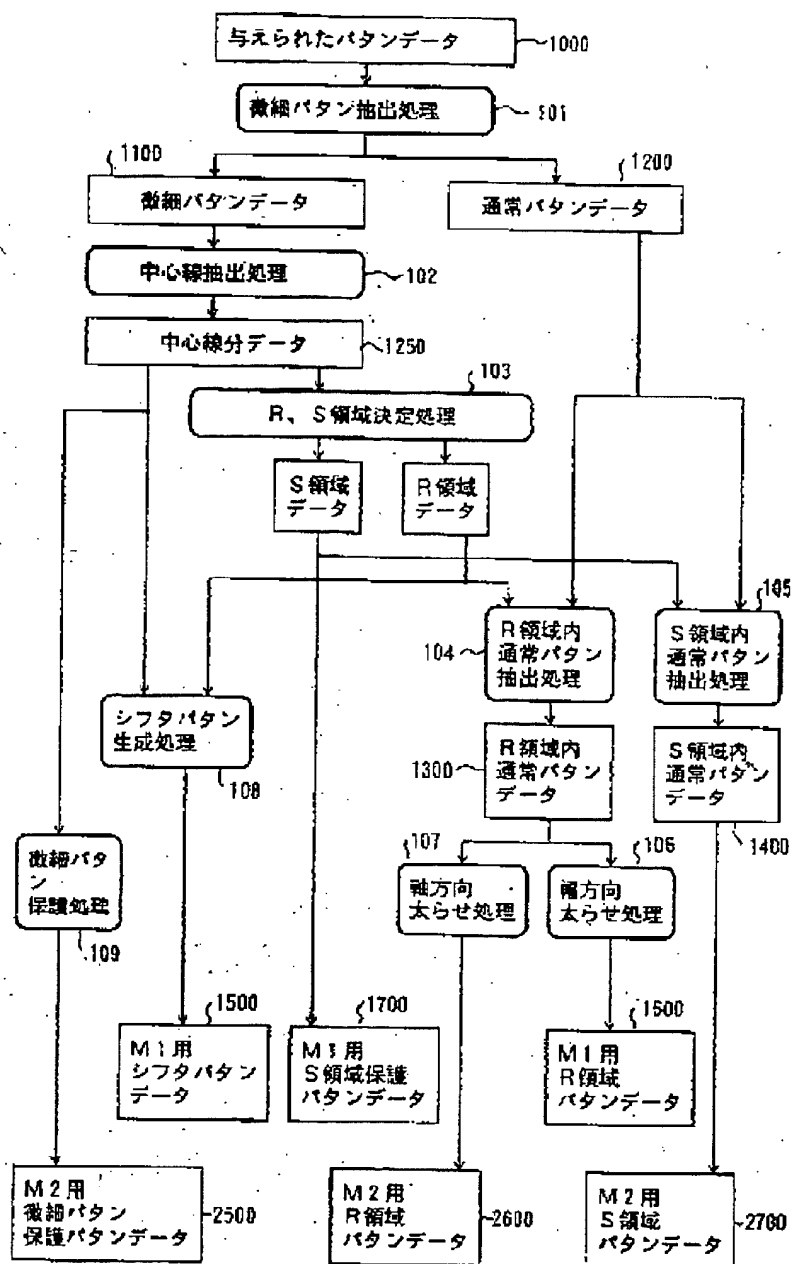 与えられたパタンデータ
1000
微細パタン抽出処理
101
1100
1200
微細パタンデータ
通常パタンデータ
中心線抽出処理
102
中心線分データ
1250
103
R、S領域決定処理
S領域
データ
R領域
データ
105
104
R領域内
通常パタン
抽出処理
S領域内
通常パタン
抽出処理
シフタパタン
生成処理
108
1300
R領域内
通常パタン
データ
S領域内
通常パタン
データ
1400
107
106
微細パタ
ン
保護処理
109
軸方向
太らせ処理
幅方向
太らせ処理
1500
1700
1600
M1用
シフタパタン
データ
M3用
S領域保護
パタンデータ
M1用
R領域
パタンデータ
M2用
微細パタン
保護パタンデータ
2500
M2用
R領域
パタンデータ
2600
M2用
S領域
パタンデータ
2700